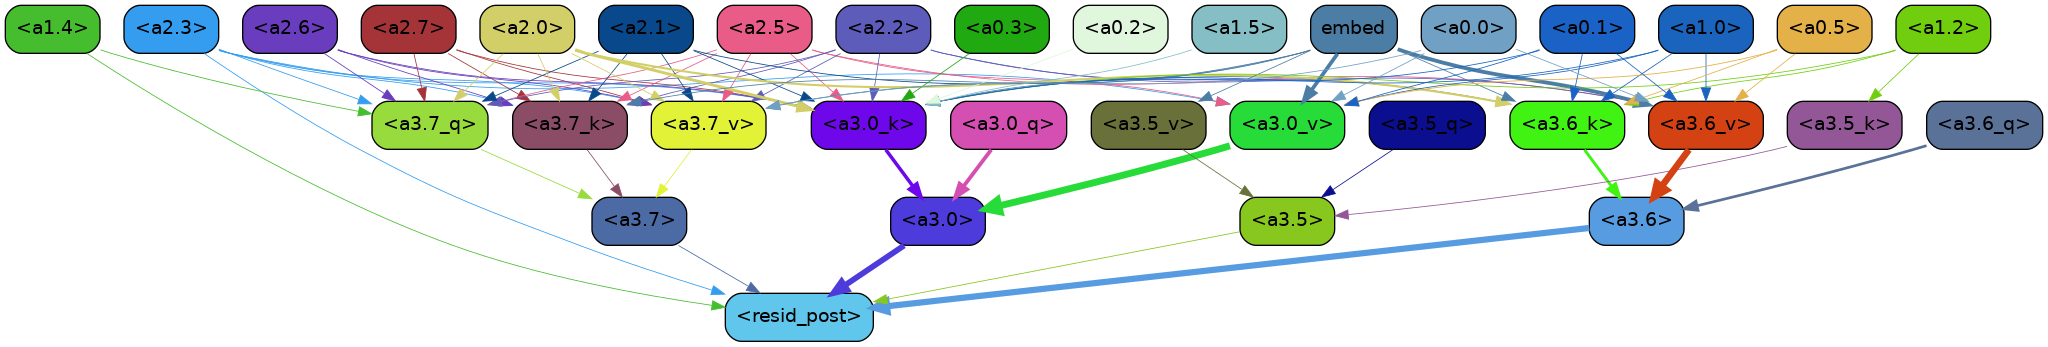 <a1.4> <a2.3> <a2.6> <a2.7> <a2.0> <a2.1> <a2.5> <a2.2> <a0.3> <a0.2> <a1.5> embed <a0.0> <a0.1> <a1.0> <a0.5> <a1.2>
<a3.7_q> <a3.7_k> <a3.7_v> <a3.0_k> <a3.0_q> <a3.5_v> <a3.0_v> <a3.5_q> <a3.6_k> <a3.6_v> <a3.5_k> <a3.6_q>
<a3.7> <a3.0> <a3.5> <a3.6>
<resid_post>